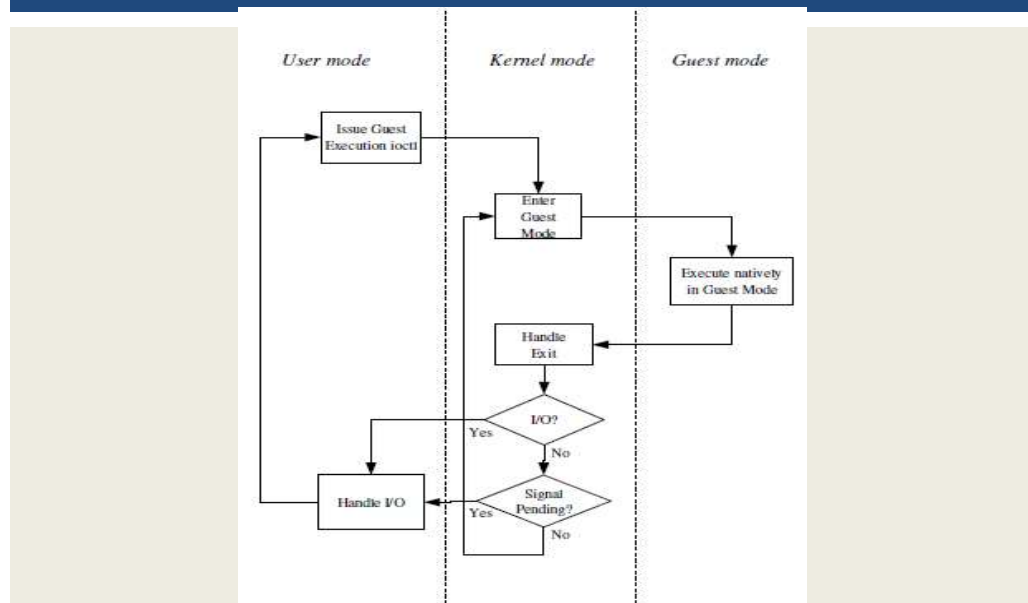 User mode
Kernel mode
Guest mode
Issue Guest
Execution ioctl
Enter
Guest
Mode
Execute natively
in Guest Mode
Handle
Exit
I/O?
Yes
No
Handle I/O
Signal
Pending?
Yes
No